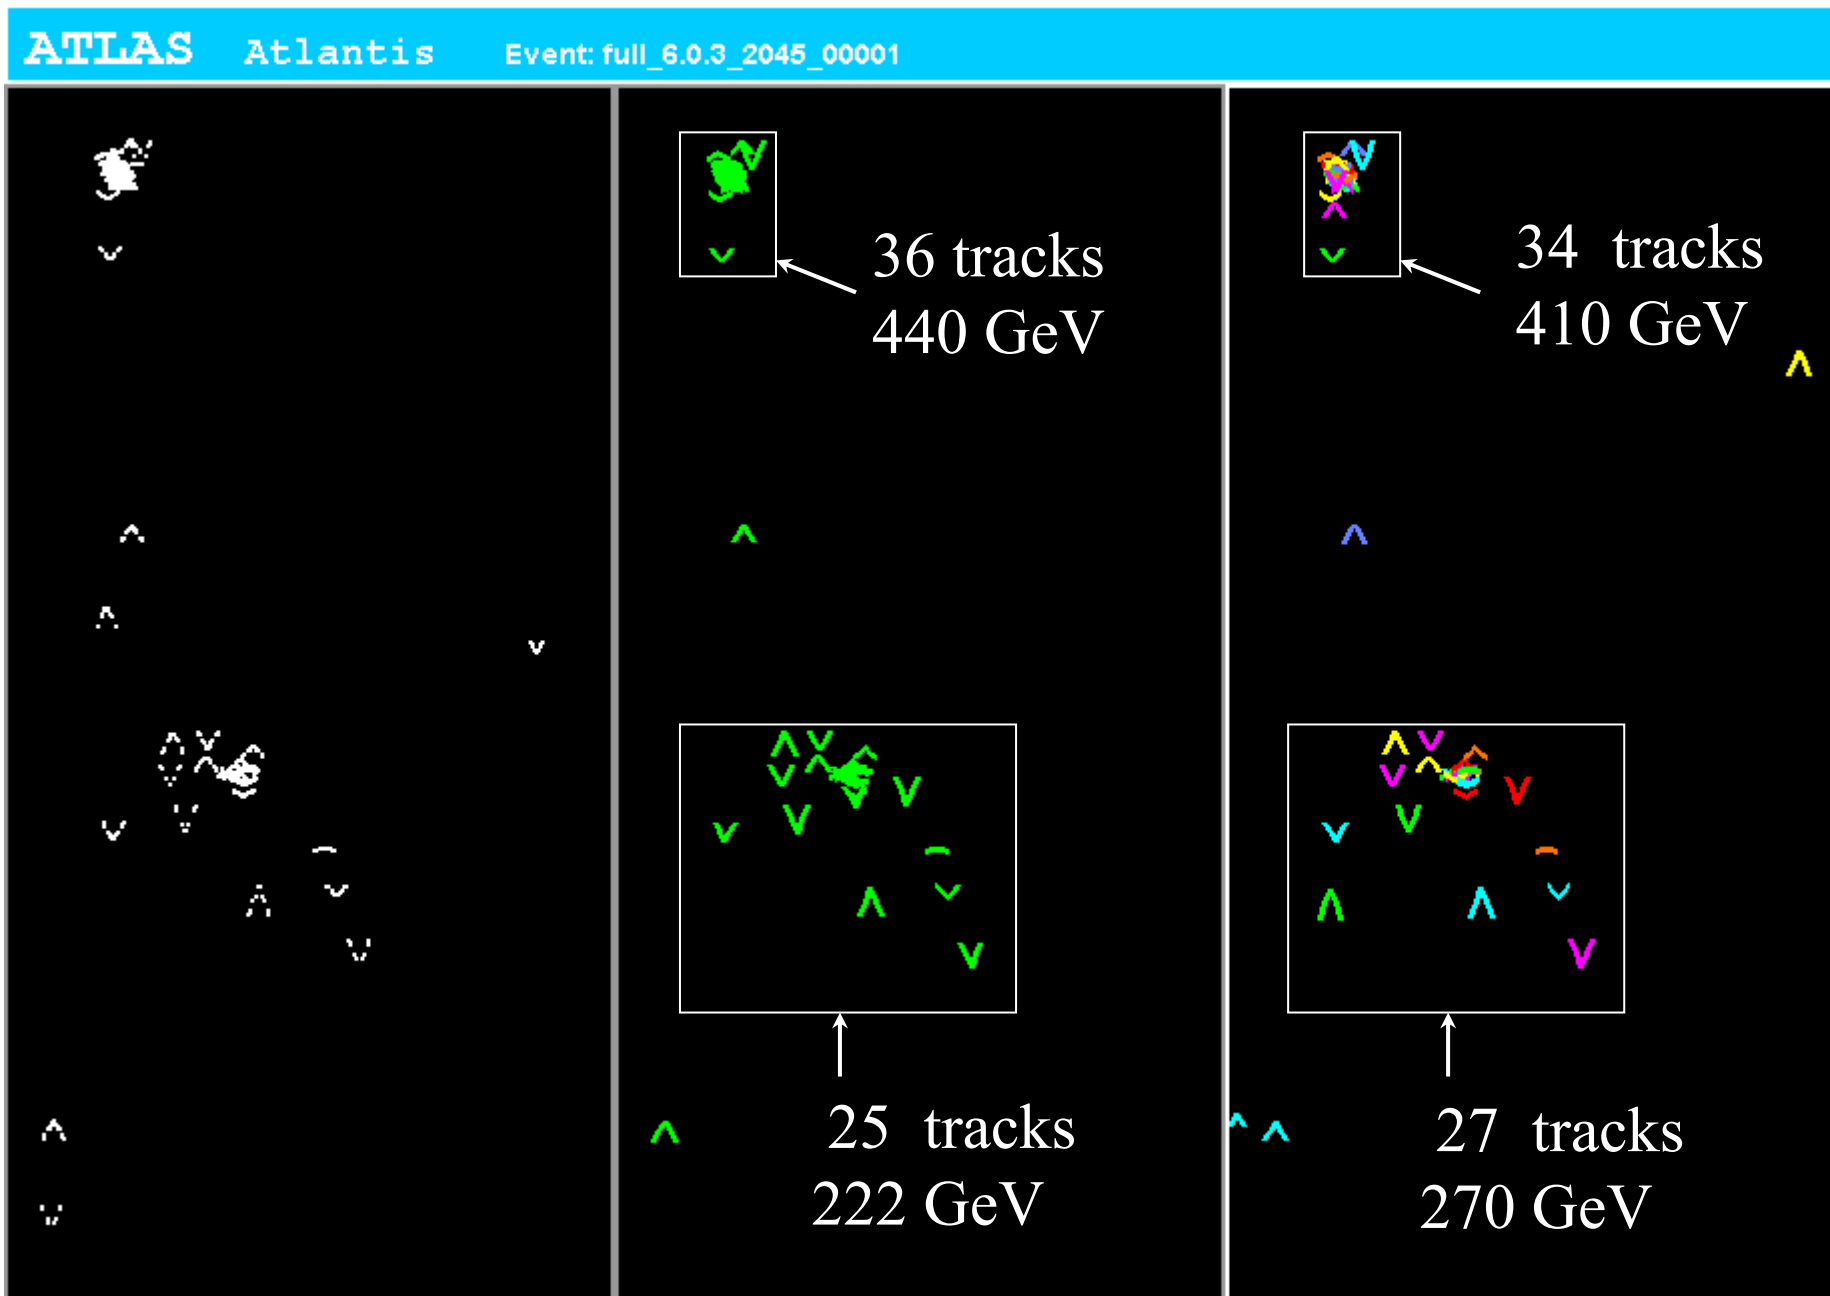 ATLAS Atlantis Event: full_6.0.3_2045_00001
36 tracks
440 GeV
34 tracks
410 GeV
25 tracks
222 GeV
27 tracks
270 GeV